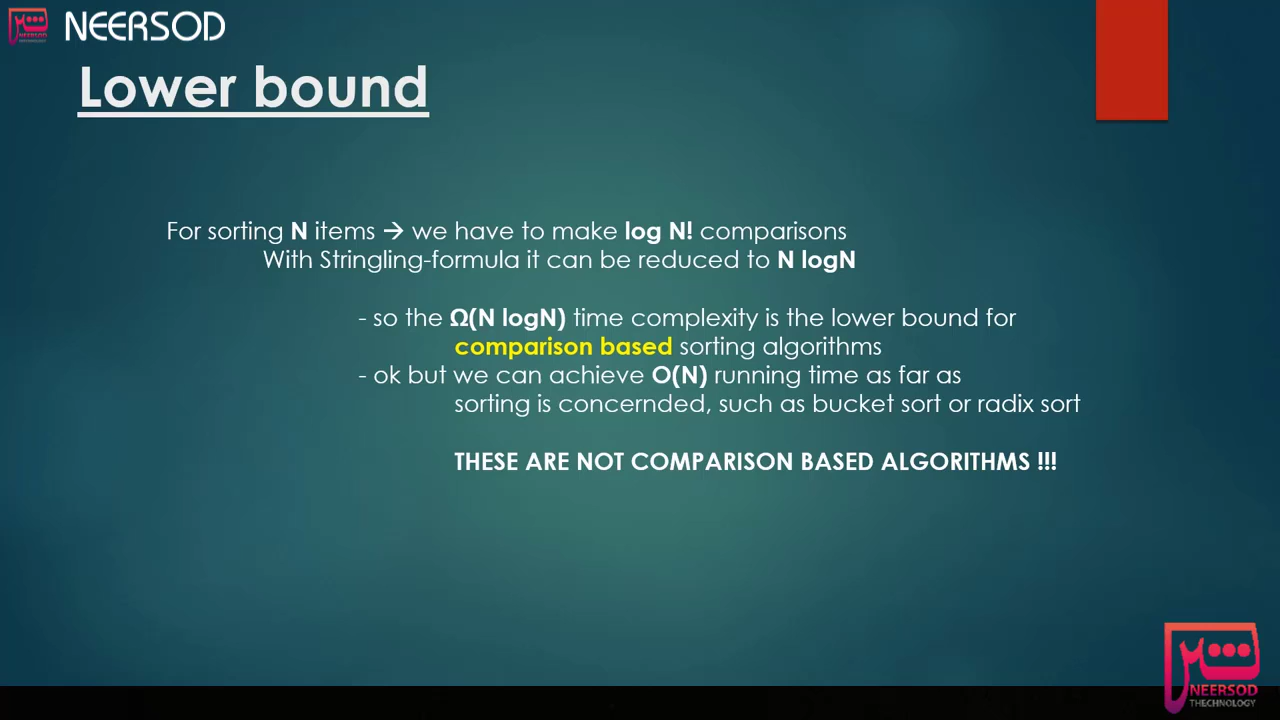 NEERSOD
NEERSOD
Lower bound
For sorting N items → we have to make log N! comparisons
With Stringling-formula it can be reduced to N logN
- so the Ω(N logN) time complexity is the lower bound for
comparison based sorting algorithms
- ok but we can achieve O(N) running time as far as
sorting is concernded, such as bucket sort or radix sort
THESE ARE NOT COMPARISON BASED ALGORITHMS !!!
NEERSOD
THECHNOLOGY